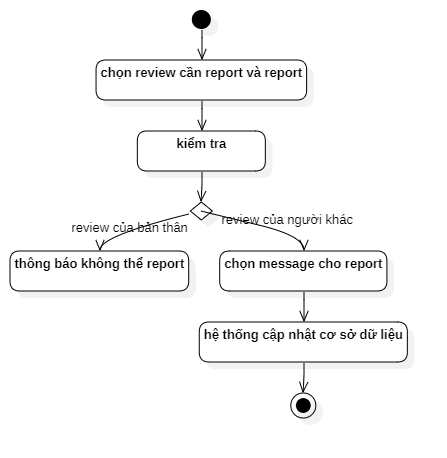 chọn review cần report và report
kiểm tra
review của bản thân
review của người khác
thông báo không thể report
chọn message cho report
hệ thống cập nhật cơ sở dữ liệu